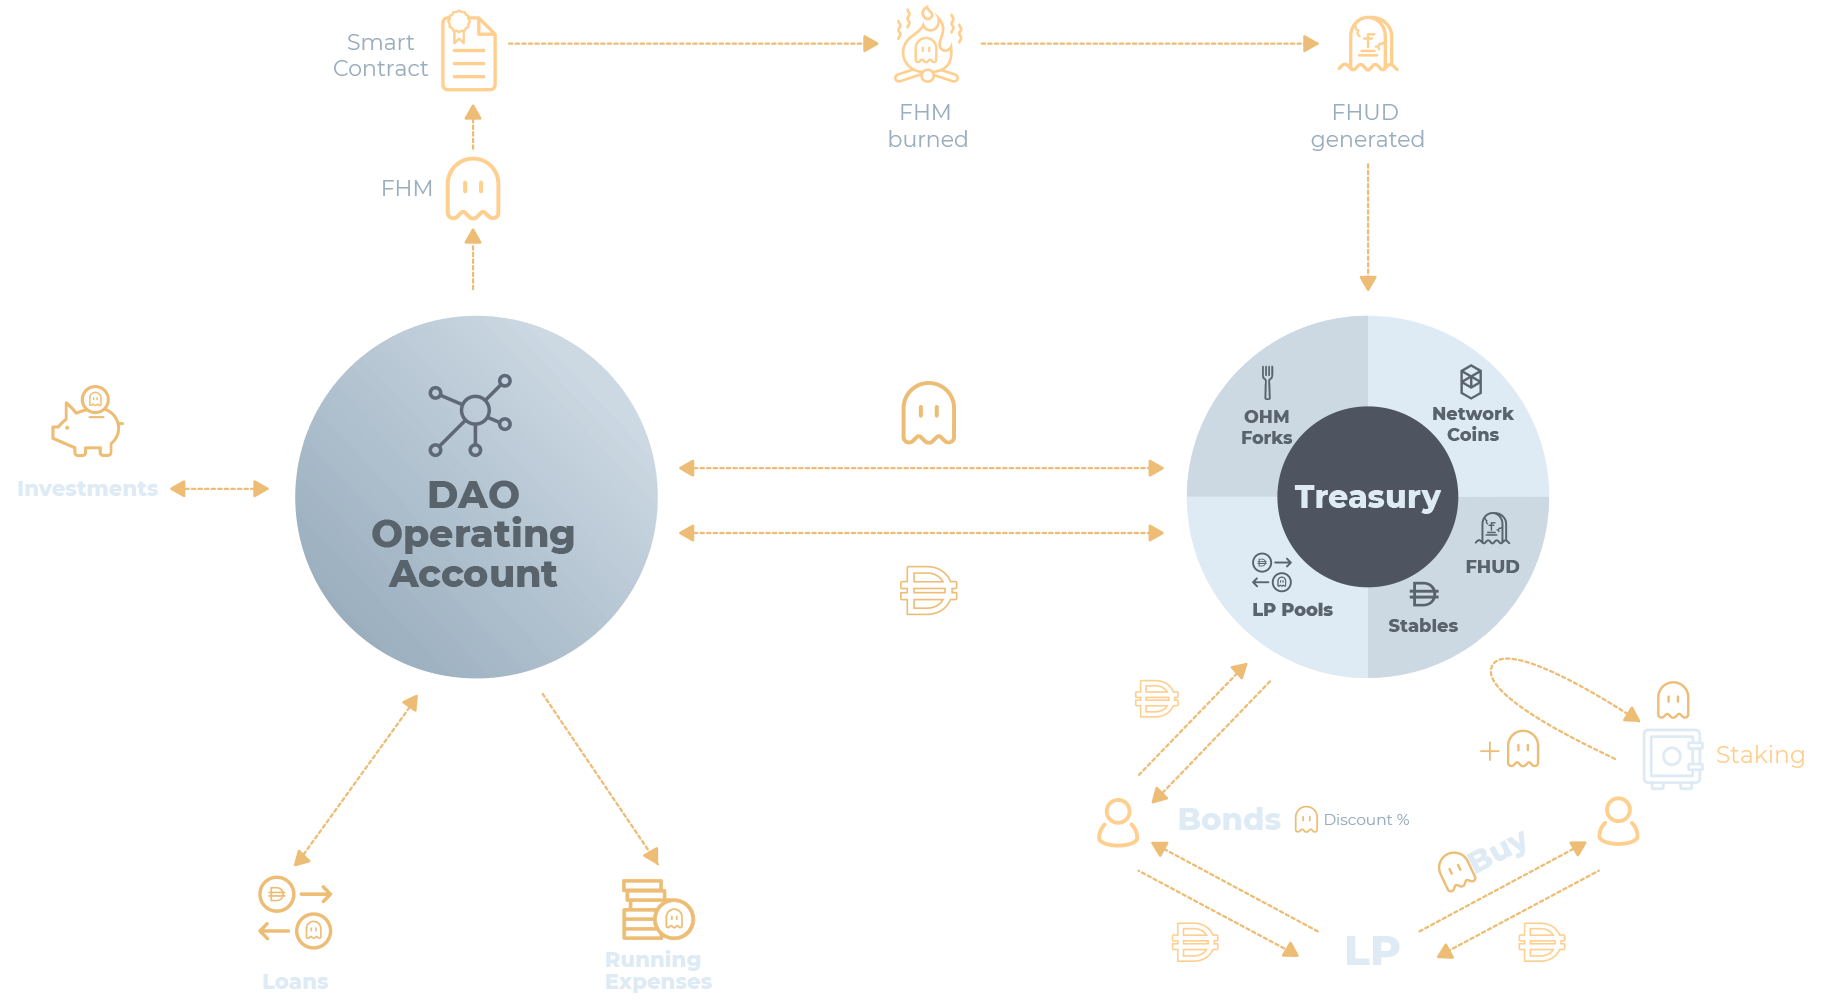 Smart
Contract
FHM
burned
FHUD
generated
FHM
Investments
DAO
Operating
Account
OHM
Forks
Network
Coins
Treasury
FHUD
LP Pools
Stables
Staking
Bonds
Discount %
Buy
LP
Loans
Running
Expenses